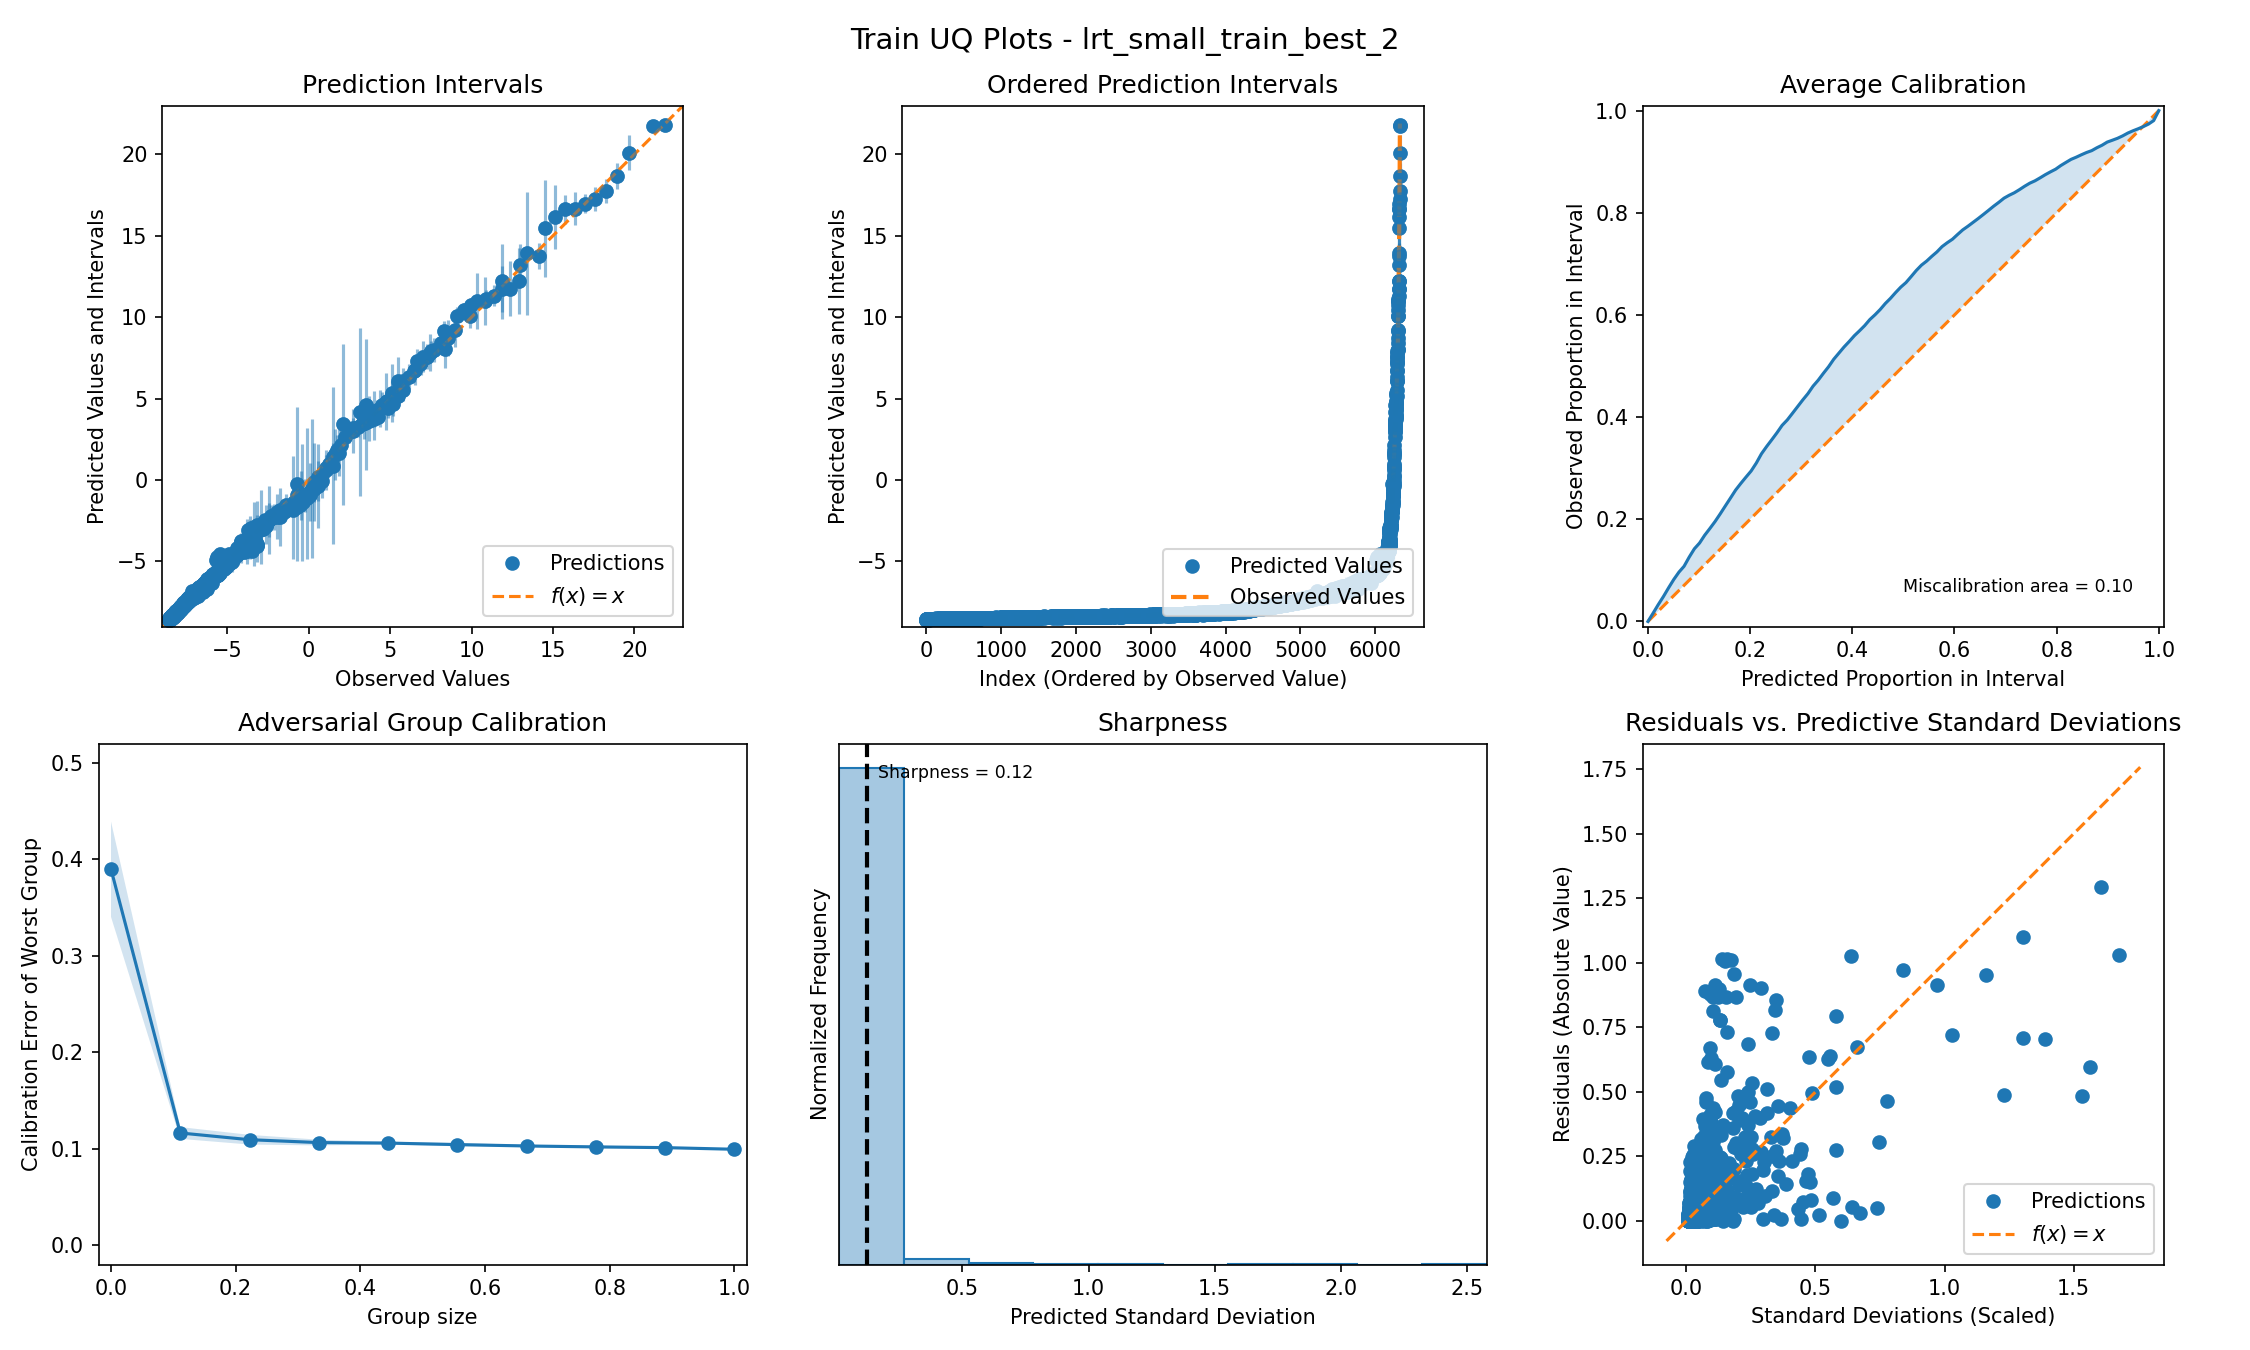 Train UQ Plots - lrt_small_train_best_2
Prediction Intervals
Predicted Values and Intervals
20
15
10
5
0
−5
−5 0 5 10 15 20
Observed Values
Predictions
f(x) = x
Ordered Prediction Intervals
Predicted Values and Intervals
20
15
10
5
0
−5
0 1000 2000 3000 4000 5000 6000
Index (Ordered by Observed Value)
Predicted Values
Observed Values
Average Calibration
Observed Proportion in Interval
1.0
0.8
0.6
0.4
0.2
0.0
0.0 0.2 0.4 0.6 0.8 1.0
Predicted Proportion in Interval
Miscalibration area = 0.10
Adversarial Group Calibration
Calibration Error of Worst Group
0.5
0.4
0.3
0.2
0.1
0.0
0.0 0.2 0.4 0.6 0.8 1.0
Group size
Sharpness
Normalized Frequency
Sharpness = 0.12
0.5 1.0 1.5 2.0 2.5
Predicted Standard Deviation
Residuals vs. Predictive Standard Deviations
Residuals (Absolute Value)
1.75
1.50
1.25
1.00
0.75
0.50
0.25
0.00
0.0 0.5 1.0 1.5
Standard Deviations (Scaled)
Predictions
f(x) = x